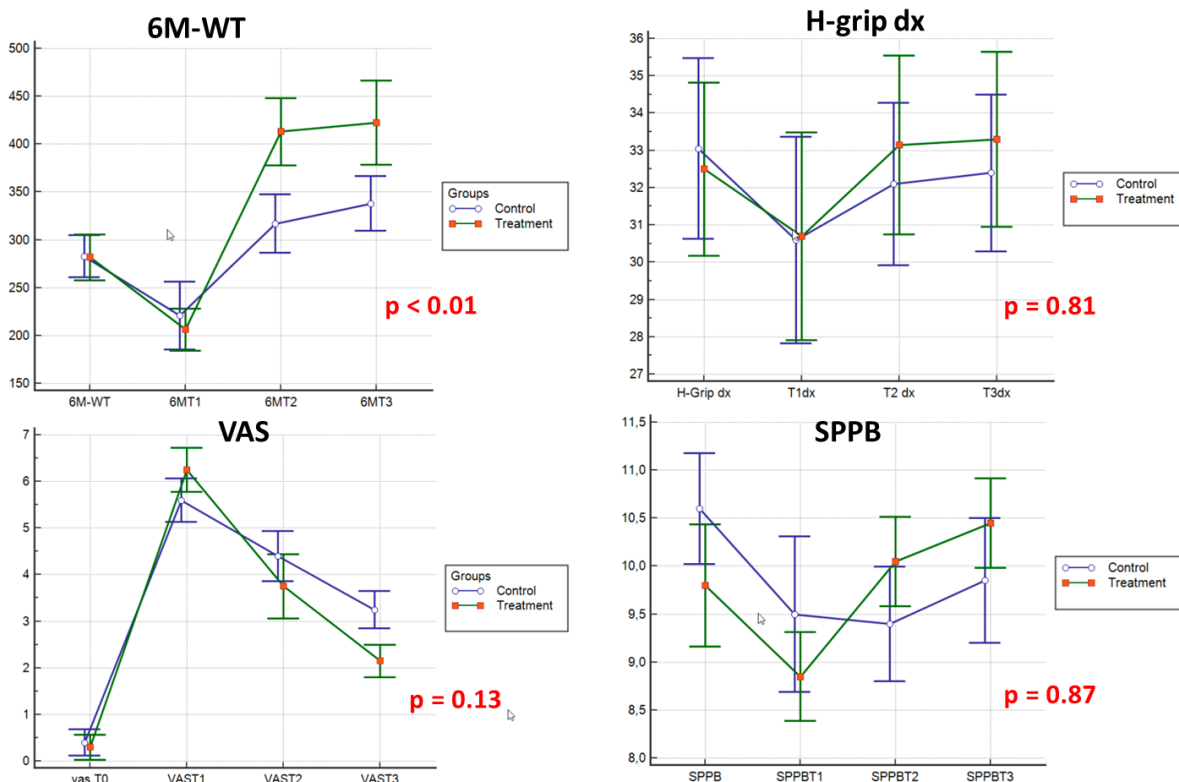 6M-WT
500
450
400
350
300
250
200
150
6M-WT 6MT1 6MT2 6MT3
Groups
Control
Treatment
p < 0.01
H-grip dx
36
35
34
33
32
31
30
29
28
27
H-Grip dx T1dx T2 dx T3dx
Control
Treatment
p = 0.81
VAS
7
6
5
4
3
2
1
0
vas T0 VAST1 VAST2 VAST3
Groups
Control
Treatment
p = 0.13
SPPB
11,5
11,0
10,5
10,0
9,5
9,0
8,5
8,0
SPPB SPPBT1 SPPBT2 SPPBT3
Control
Treatment
p = 0.87